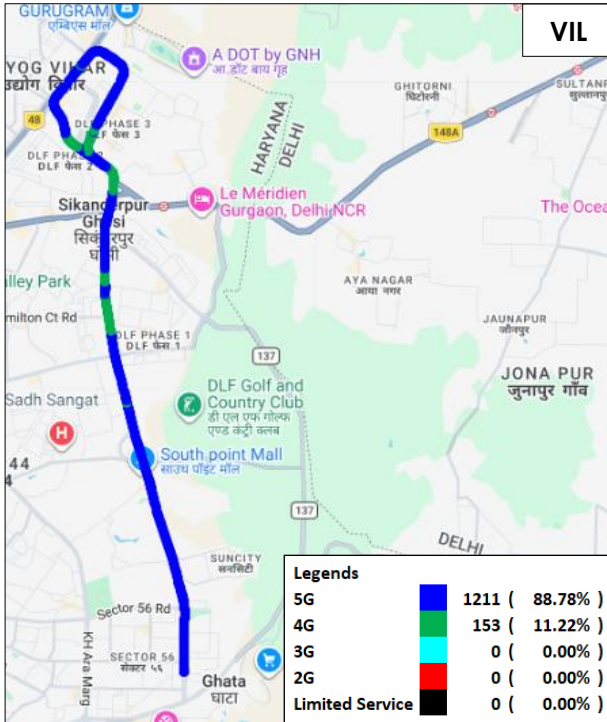 GURUGRAM
एम्बिएंस मॉल
VIL
A DOT by GNH
आ.डॉट बाय गृह
YOG VIHAR
उद्योग विहार
GHITORNI
घिटोरनी
SULTANPU
सुल्तानपु
48
DLF PHASE 3
DLF फेस 3
148A
HARYANA
DELHI
DLF PHASE 2
DLF फेस 2
Le Méridien
Gurgaon, Delhi NCR
Sikanderpur
Ghosi
सिकंदरपुर
घोसी
The Ocea
AYA NAGAR
आया नगर
illey Park
milton Ct Rd
JAUNAPUR
जौनपुर
DLF PHASE 1
DLF फेस 1
137
JONA PUR
जुनापुर गाँव
DLF Golf and
Country Club
डी एल एफ गोल्फ
एण्ड कंट्री क्लब
Sadh Sangat
H
44
4
South point Mall
साउथ पॉइंट मॉल
137
DELHI
SUNCITY
सनसिटी
Sector 56 Rd
KH Ara Marg
SECTOR 56
सेक्टर ५६
Ghata
घाटा
Legends
5G 1211 ( 88.78% )
4G 153 ( 11.22% )
3G 0 ( 0.00% )
2G 0 ( 0.00% )
Limited Service 0 ( 0.00% )